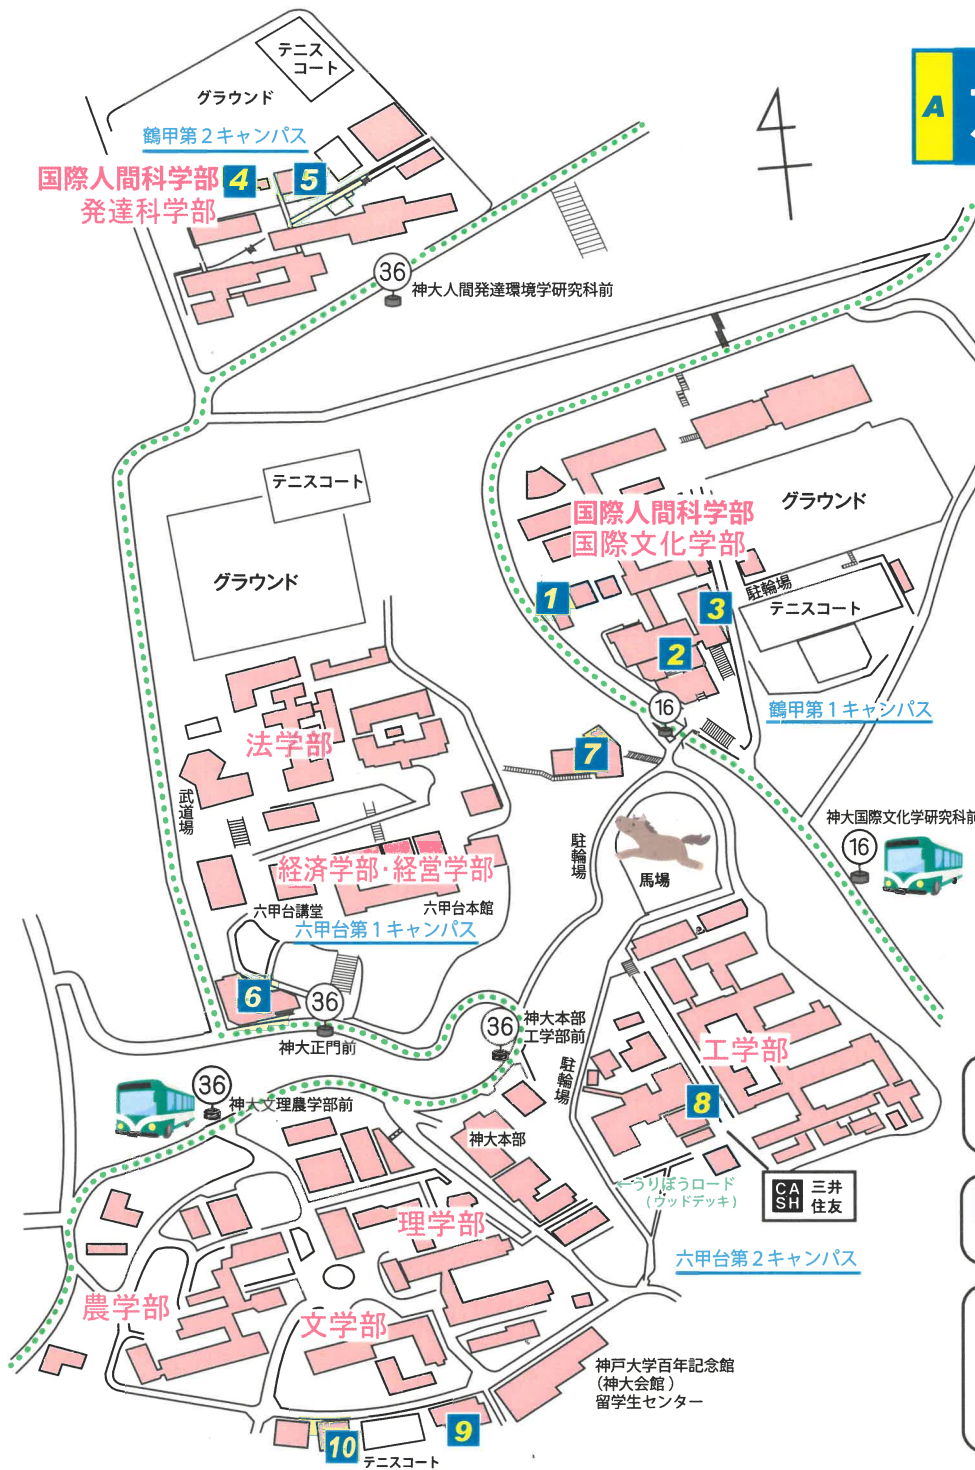 テニス
コート
グラウンド
A
鶴甲第2キャンパス
国際人間科学部
発達科学部
4
5
36
神大人間発達環境学研究科前
テニスコート
グラウンド
グラウンド
国際人間科学部
国際文化学部
駐輪場
テニスコート
1
3
2
16
鶴甲第1キャンパス
法学部
7
武道場
駐輪場
馬場
神大国際文化学研究科前
16
経済学部・経営学部
六甲台講堂
六甲台本館
六甲台第1キャンパス
6
36
神大正門前
36
神大本部
工学部前
駐輪場
工学部
8
36
神大文理農学部前
神大本部
←うりぼうロード
(ウッドデッキ)
CA
SH
三井
住友
理学部
六甲台第2キャンパス
農学部
文学部
神戸大学百年記念館
(神大会館)
留学生センター
9
10
テニスコート